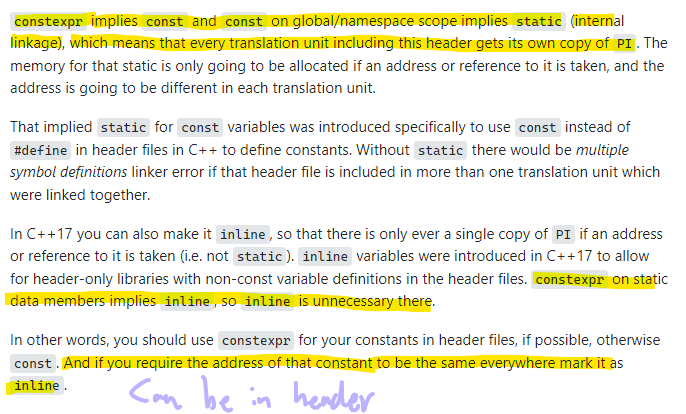 constexpr implies const and const on global/namespace scope implies static (internal
linkage), which means that every translation unit including this header gets its own copy of PI. The
memory for that static is only going to be allocated if an address or reference to it is taken, and the
address is going to be different in each translation unit.
That implied static for const variables was introduced specifically to use const instead of
#define in header files in C++ to define constants. Without static there would be multiple
symbol definitions linker error if that header file is included in more than one translation unit which
were linked together.
In C++17 you can also make it inline, so that there is only ever a single copy of PI if an address
or reference to it is taken (i.e. not static). inline variables were introduced in C++17 to allow
for header-only libraries with non-const variable definitions in the header files. constexpr on static
data members implies inline, so inline is unnecessary there.
In other words, you should use constexpr for your constants in header files, if possible, otherwise
const. And if you require the address of that constant to be the same everywhere mark it as
inline.
Can be in header